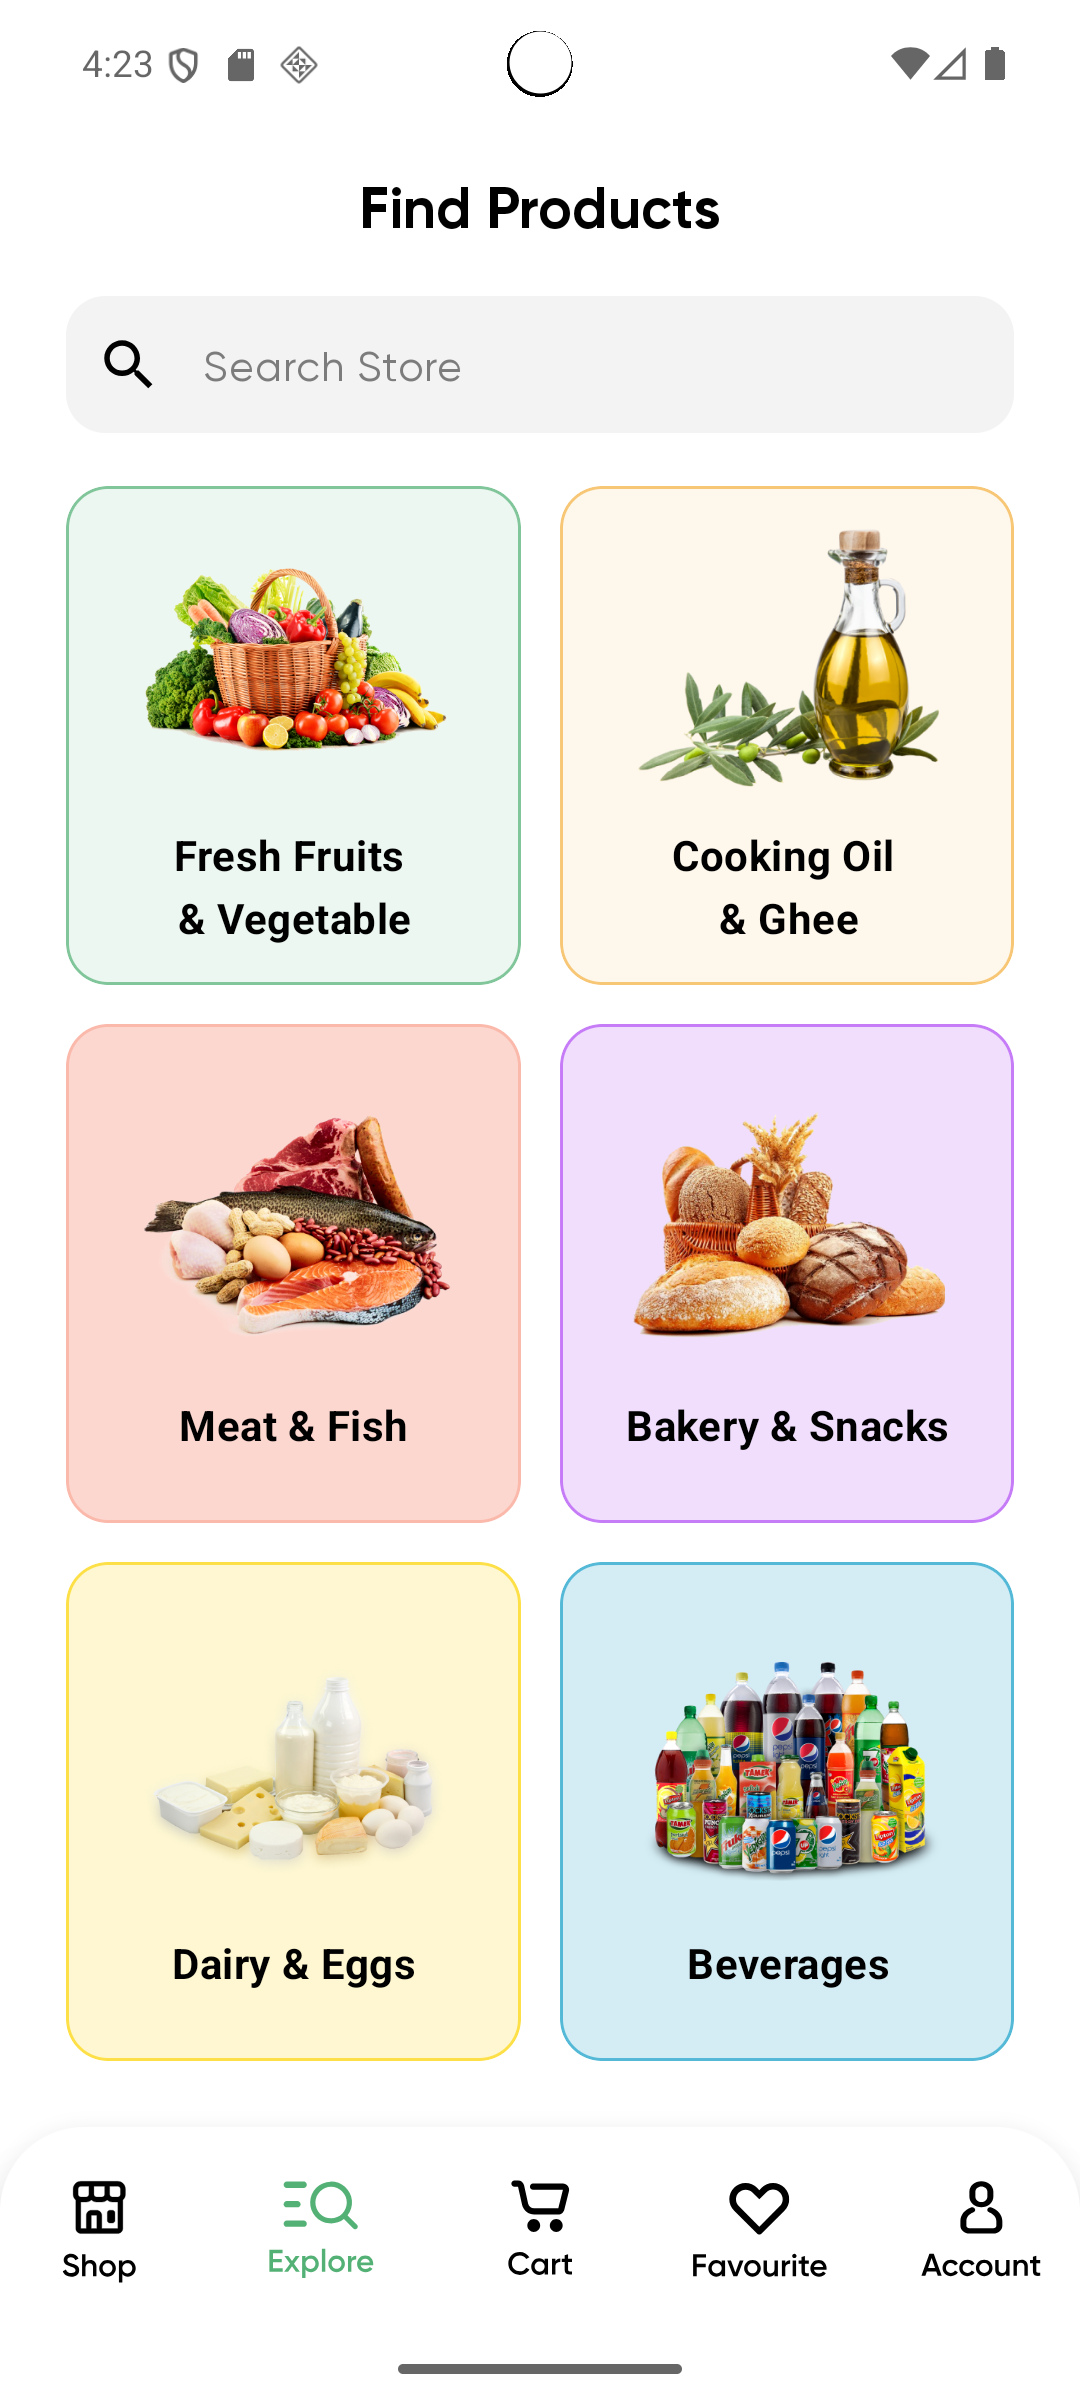 4:23
Find Products
Search Store
Fresh Fruits
& Vegetable
Cooking Oil
& Ghee
Meat & Fish
Bakery & Snacks
Dairy & Eggs
Beverages
Shop
Explore
Cart
Favourite
Account